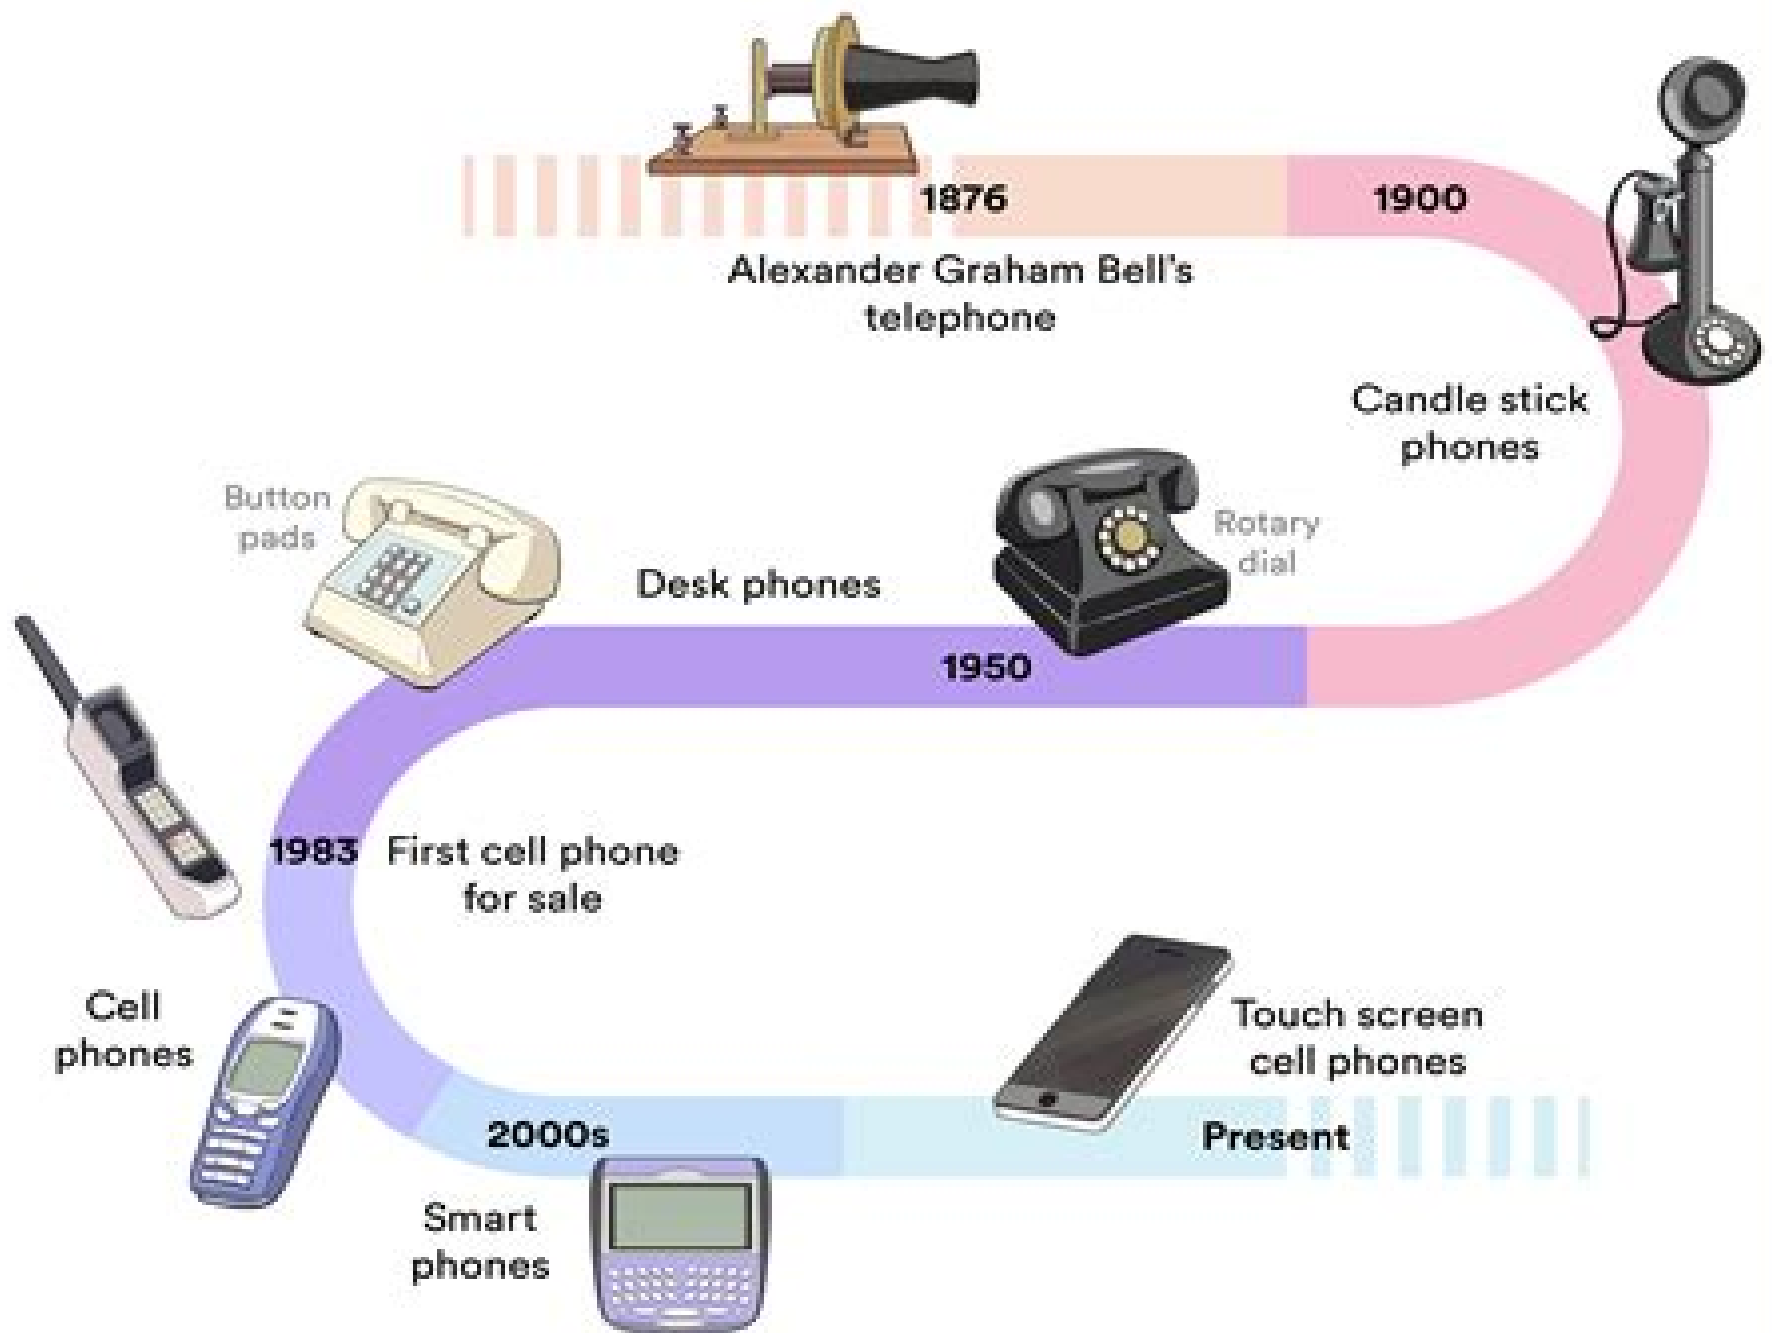 1876
1900
Alexander Graham Bell's
telephone
Candle stick
phones
Rotary
dial
Desk phones
Button
pads
1950
1983
First cell phone
for sale
Cell
phones
2000s
Smart
phones
Touch screen
cell phones
Present